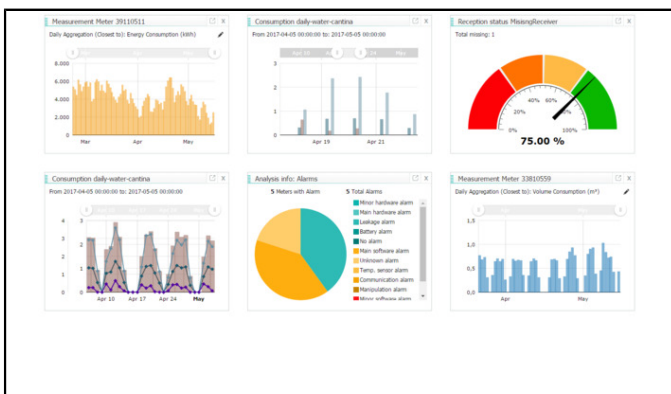 Measurement Meter 39110511
Daily Aggregation (Closest to): Energy Consumption (kWh)
8.000
6.000
4.000
2.000
0
Mar
Apr
May
Consumption daily-water-cantina
From 2017-04-05 00:00:00 to: 2017-05-05 00:00:00
3
2
1
0
Apr 19
Apr 21
Reception status MisisngReceiver
Total missing: 1
0%
20%
40%
60%
80%
100%
75.00 %
Consumption daily-water-cantina
From 2017-04-05 00:00:00 to: 2017-05-05 00:00:00
4 3
3
2
2
1
1
0 0
Apr 10
Apr 17
Apr 24
May
Analysis info: Alarms
5 Meters with Alarm
5 Total Alarms
Minor hardware alarm
Main hardware alarm
Leakage alarm
Battery alarm
No alarm
Main software alarm
Unknown alarm
Temp. sensor alarm
Communication alarm
Manipulation alarm
Minor software alarm
Measurement Meter 33810559
Daily Aggregation (Closest to): Volume Consumption (m³)
1,5
1,0
0,5
0,0
Apr
May